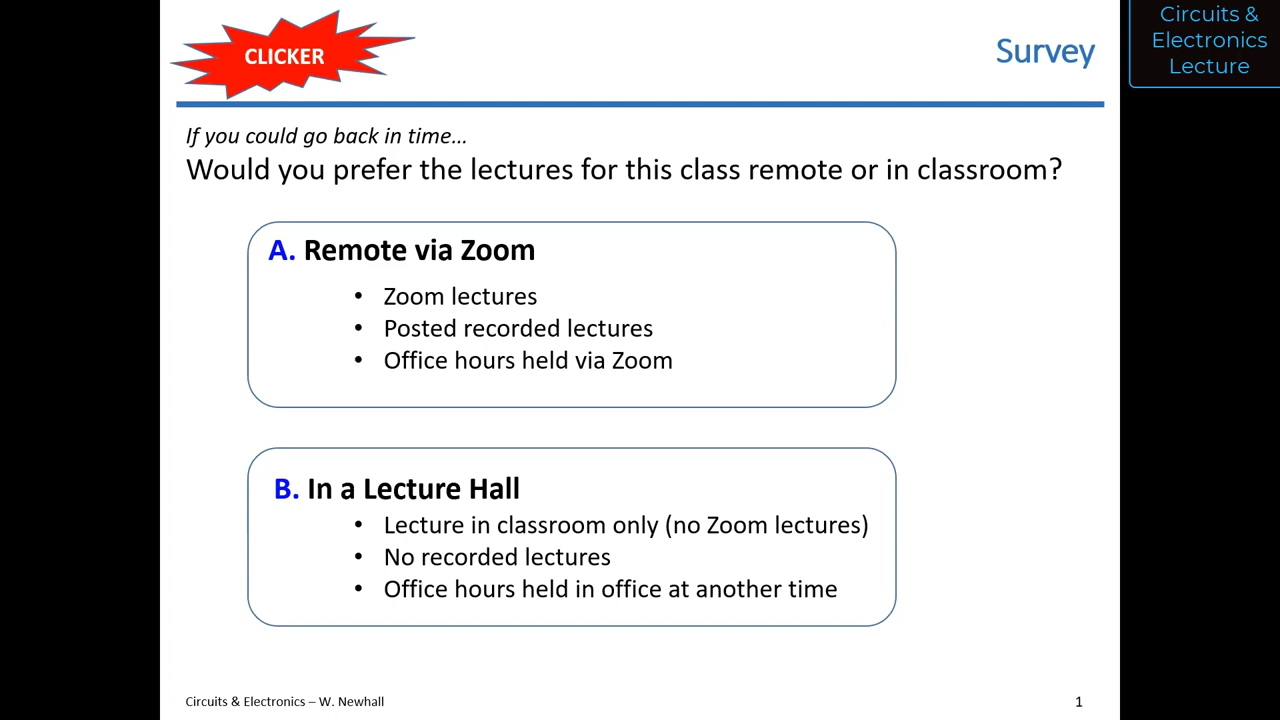 CLICKER
Survey
Circuits &
Electronics
Lecture
If you could go back in time…
Would you prefer the lectures for this class remote or in classroom?
A. Remote via Zoom
• Zoom lectures
• Posted recorded lectures
• Office hours held via Zoom
B. In a Lecture Hall
• Lecture in classroom only (no Zoom lectures)
• No recorded lectures
• Office hours held in office at another time
Circuits & Electronics – W. Newhall
1